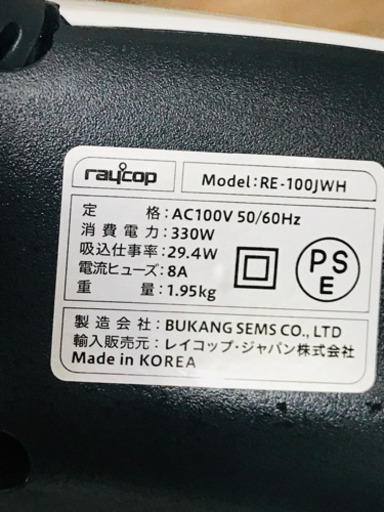 raycop
Model:RE-100JWH
定 格:AC100V 50/60Hz
消費電力:330W
吸込仕事率:29.4W
電流ヒューズ:8A
重 量:1.95kg
PS
E
製造会社:BUKANG SEMS CO., LTD
輸入販売元:レイコップ・ジャパン株式会社
Made in KOREA